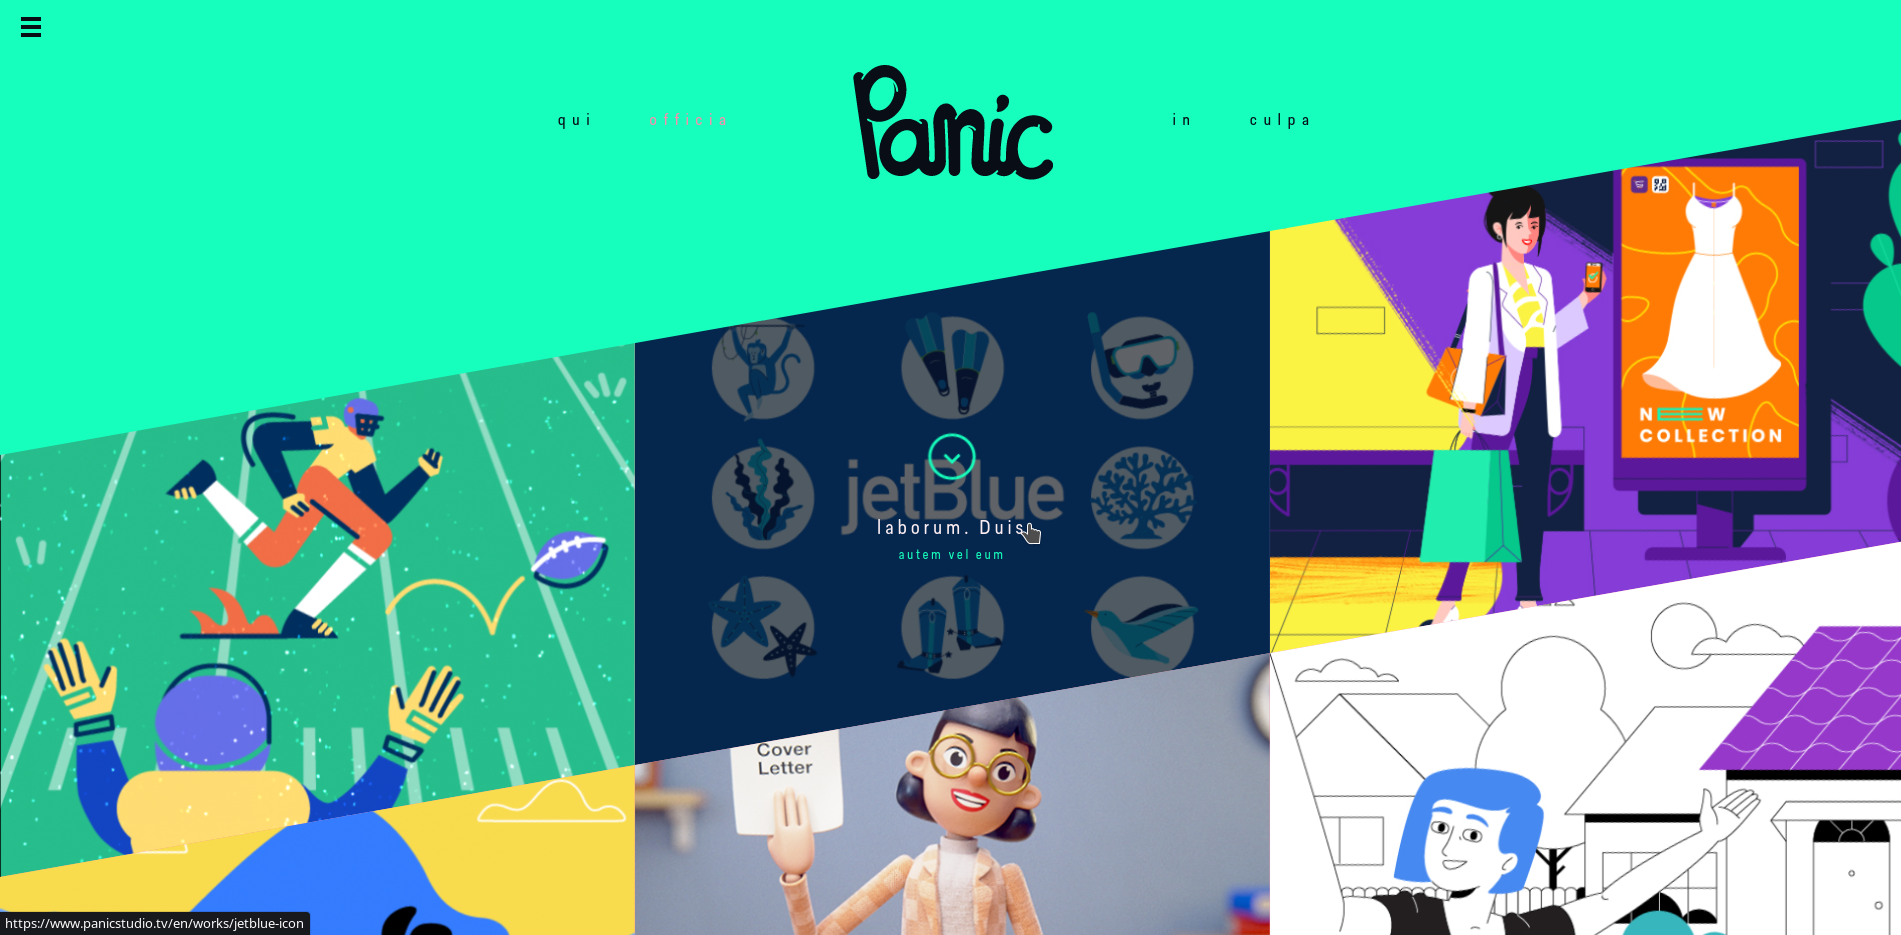 qui officia Panic in culpa
N W
COLLECTION
jetBlue
laborum. Duis
autem vel eum
Cover
Letter
https://www.panicstudio.tv/en/works/jetblue-icon